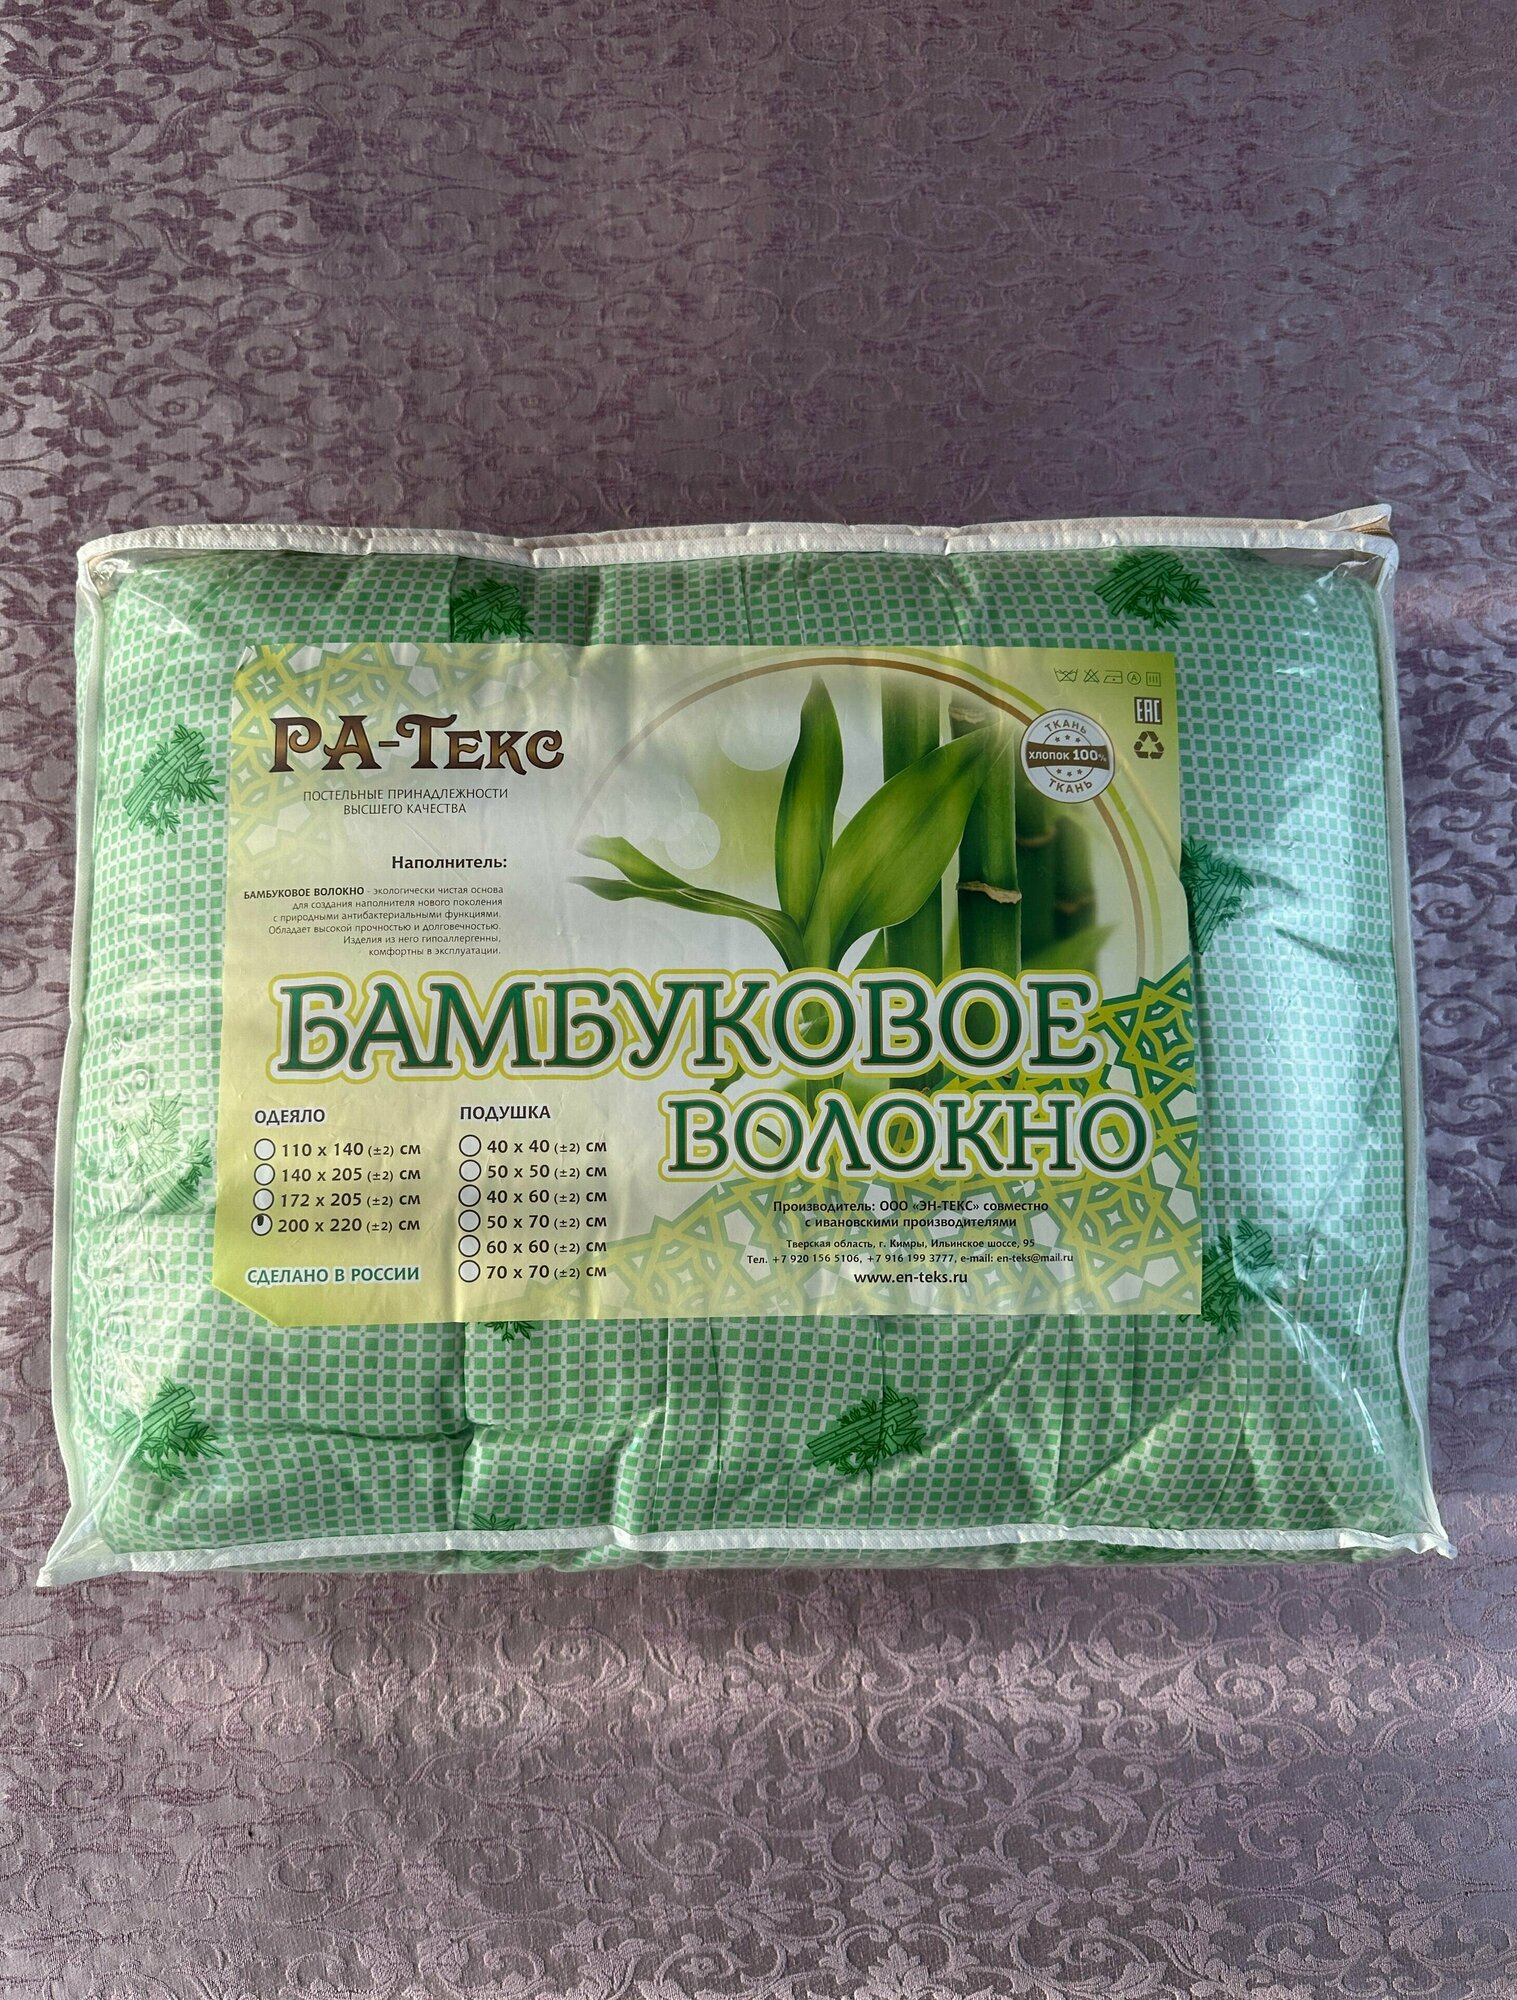 РА-Текс
ПОСТЕЛЬНЫЕ ПРИНАДЛЕЖНОСТИ
ВЫСШЕГО КАЧЕСТВА
EAC
ТКАНЬ
ХЛОПОК 100%
ТКАНЬ
Наполнитель:
БАМБУКОВОЕ ВОЛОКНО - экологически чистая основа
для создания наполнителя нового поколения
с природными антибактериальными функциями.
Обладает высокой прочностью и долговечностью.
Изделия из него гипоаллергенны,
комфортны в эксплуатации.
БАМБУКОВОЕ
ВОЛОКНО
ОДЕЯЛО
110 х 140 (±2) см
140 х 205 (±2) см
172 х 205 (±2) см
200 х 220 (±2) см
СДЕЛАНО В РОССИИ
ПОДУШКА
40 х 40 (±2) см
50 х 50 (±2) см
40 х 60 (±2) см
50 х 70 (±2) см
60 х 60 (±2) см
70 х 70 (±2) см
Производитель: ООО «ЭН-ТЕКС» совместно
с ивановскими производителями
Тверская область, г. Кимры, Ильинское шоссе, 95
Тел. +7 920 156 5106, +7 916 199 3777, e-mail: en-teks@mail.ru
www.en-teks.ru